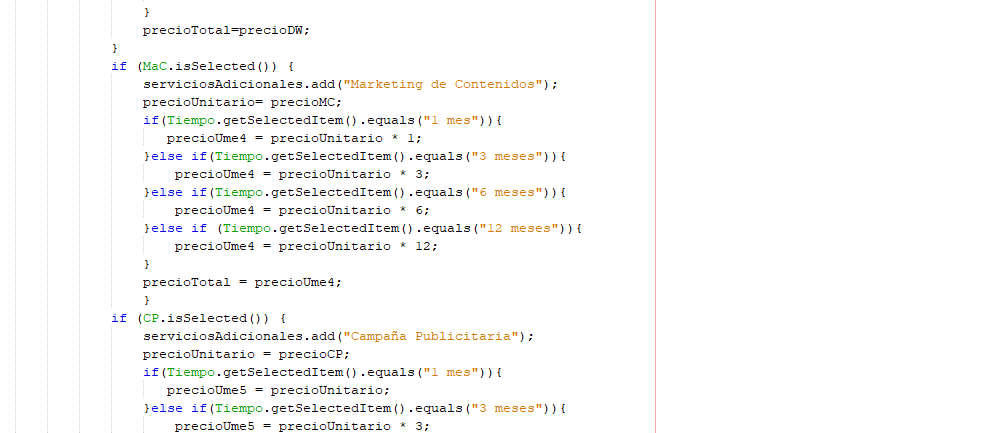 }
precioTotal=precioDW;
}
if (MaC.isSelected()) {
serviciosAdicionales.add("Marketing de Contenidos");
precioUnitario= precioMC;
if(Tiempo.getSelectedItem().equals("1 mes")){
precioUme4 = precioUnitario * 1;
}else if(Tiempo.getSelectedItem().equals("3 meses")){
precioUme4 = precioUnitario * 3;
}else if(Tiempo.getSelectedItem().equals("6 meses")){
precioUme4 = precioUnitario * 6;
}else if (Tiempo.getSelectedItem().equals("12 meses")){
precioUme4 = precioUnitario * 12;
}
precioTotal = precioUme4;
}
if (CP.isSelected()) {
serviciosAdicionales.add("Campaña Publicitaria");
precioUnitario = precioCP;
if(Tiempo.getSelectedItem().equals("1 mes")){
precioUme5 = precioUnitario;
}else if(Tiempo.getSelectedItem().equals("3 meses")){
precioUme5 = precioUnitario * 3;